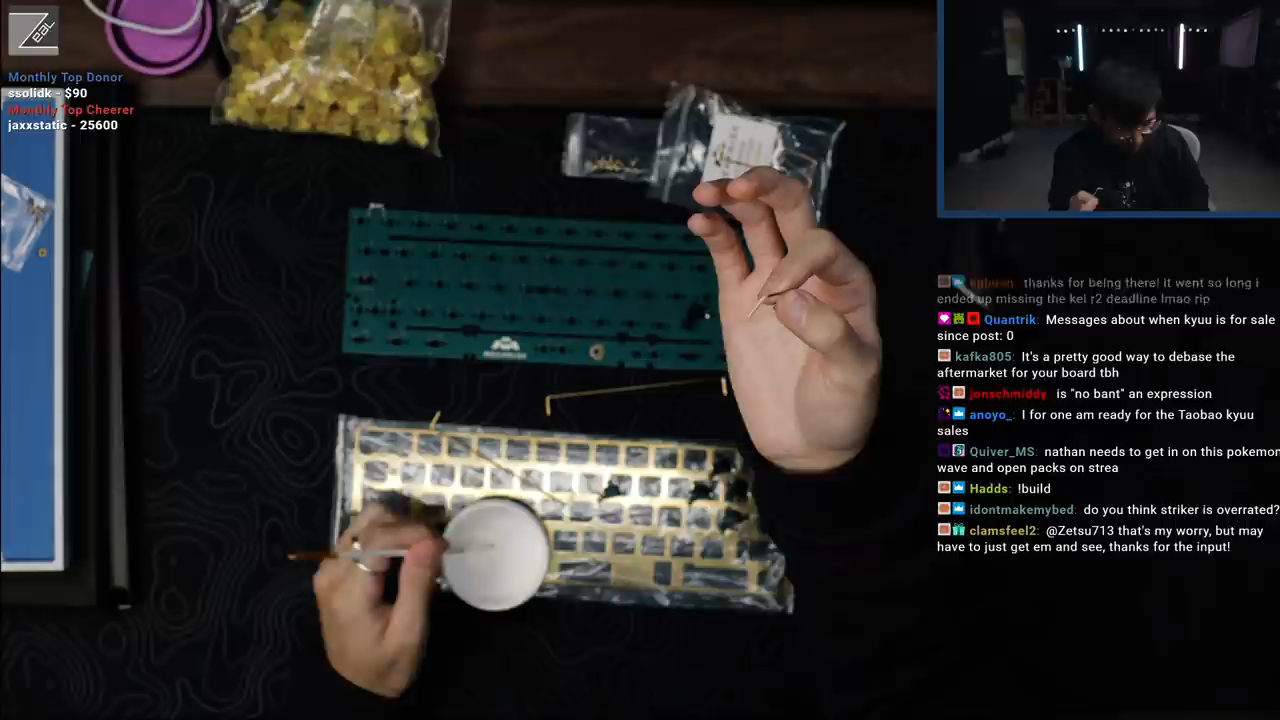 Zeal
Monthly Top Donor
ssolidk - $90
Monthly Top Cheerer
jaxxstatic - 25600
thanks for being there! it went so long i
ended up missing the kei r2 deadline lmao rip
Quantrik: Messages about when kyuu is for sale
since post: 0
kafka805: It's a pretty good way to debase the
aftermarket for your board tbh
jonschmiddy is "no bant" an expression
anoyo_: I for one am ready for the Taobao kyuu
sales
Quiver_MS: nathan needs to get in on this pokemon
wave and open packs on strea
Hadds: !build
idontmakemybed: do you think striker is overrated?
clamsfeel2: @Zetsu713 that's my worry, but may
have to just get em and see, thanks for the input!